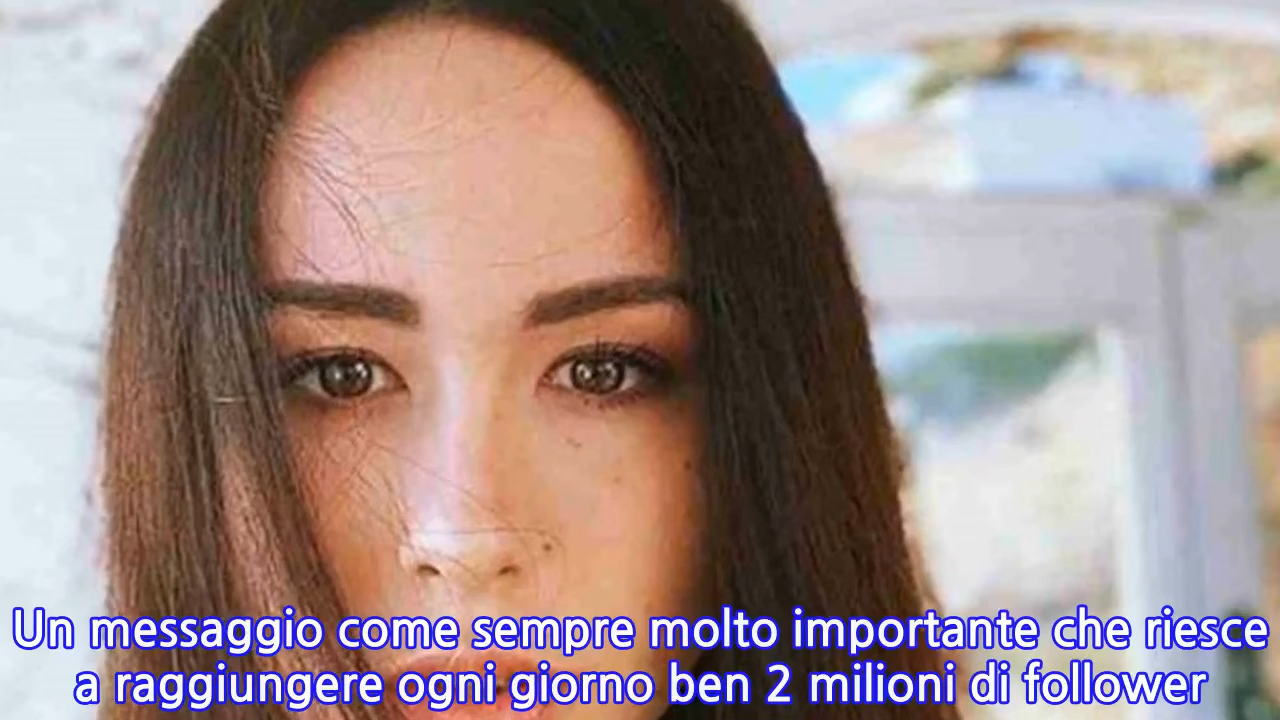 Un messaggio come sempre molto importante che riesce
a raggiungere ogni giorno ben 2 milioni di follower